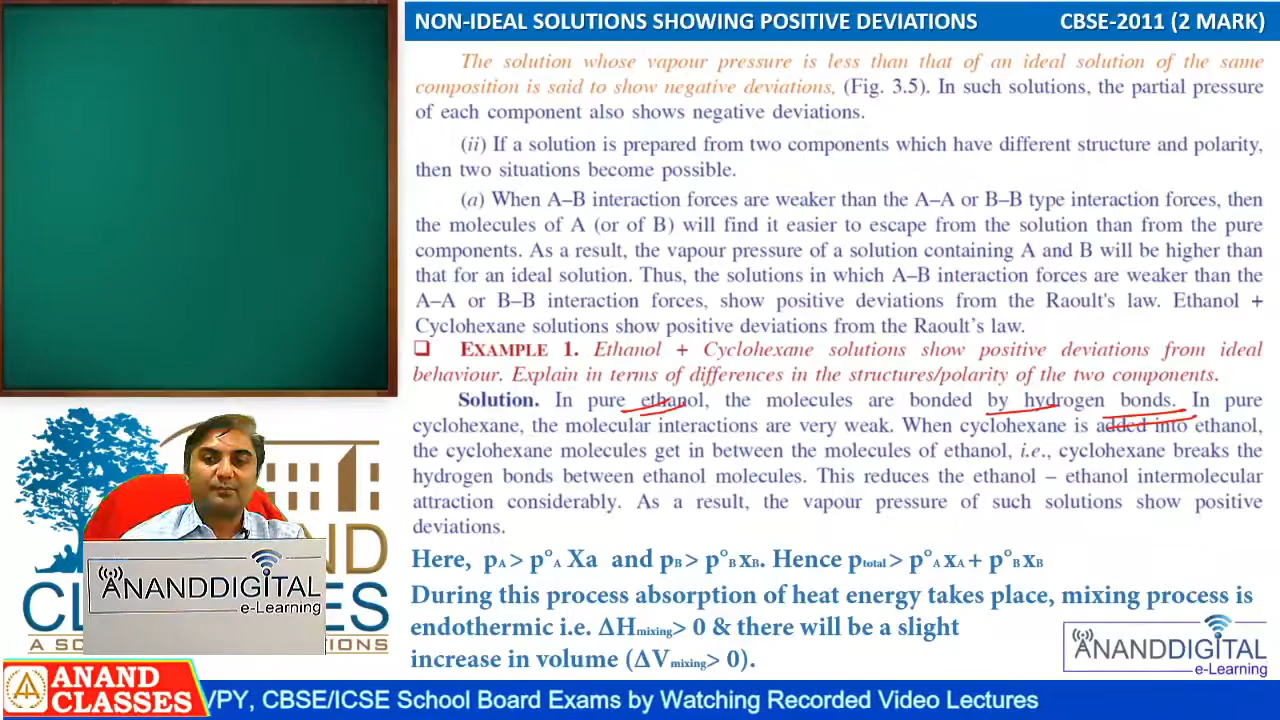 NON-IDEAL SOLUTIONS SHOWING POSITIVE DEVIATIONS CBSE-2011 (2 MARK)
The solution whose vapour pressure is less than that of an ideal solution of the same
composition is said to show negative deviations, (Fig. 3.5). In such solutions, the partial pressure
of each component also shows negative deviations.
(ii) If a solution is prepared from two components which have different structure and polarity,
then two situations become possible.
(a) When A–B interaction forces are weaker than the A–A or B–B type interaction forces, then
the molecules of A (or of B) will find it easier to escape from the solution than from the pure
components. As a result, the vapour pressure of a solution containing A and B will be higher than
that for an ideal solution. Thus, the solutions in which A–B interaction forces are weaker than the
A–A or B–B interaction forces, show positive deviations from the Raoult's law. Ethanol +
Cyclohexane solutions show positive deviations from the Raoult's law.
❑ EXAMPLE 1. Ethanol + Cyclohexane solutions show positive deviations from ideal
behaviour. Explain in terms of differences in the structures/polarity of the two components.
Solution. In pure ethanol, the molecules are bonded by hydrogen bonds. In pure
cyclohexane, the molecular interactions are very weak. When cyclohexane is added into ethanol,
the cyclohexane molecules get in between the molecules of ethanol, i.e., cyclohexane breaks the
hydrogen bonds between ethanol molecules. This reduces the ethanol – ethanol intermolecular
attraction considerably. As a result, the vapour pressure of such solutions show positive
deviations.
Here, pA > p°A Xa and pB > p°B xB. Hence ptotal > p°A xA + p°B xB
During this process absorption of heat energy takes place, mixing process is
endothermic i.e. ΔHmixing > 0 & there will be a slight
increase in volume (ΔVmixing > 0).
ANANDDIGITAL
e-Learning
ANANDDIGITAL
e-Learning
ANAND
CLASSES
VPY, CBSE/ICSE School Board Exams by Watching Recorded Video Lectures